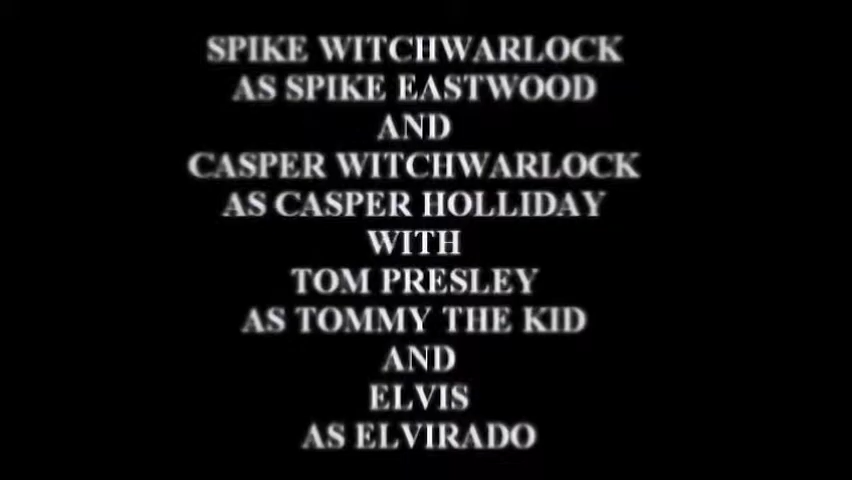 SPIKE WITCHWARLOCK
AS SPIKE EASTWOOD
AND
CASPER WITCHWARLOCK
AS CASPER HOLLIDAY
WITH
TOM PRESLEY
AS TOMMY THE KID
AND
ELVIS
AS ELVIRADO